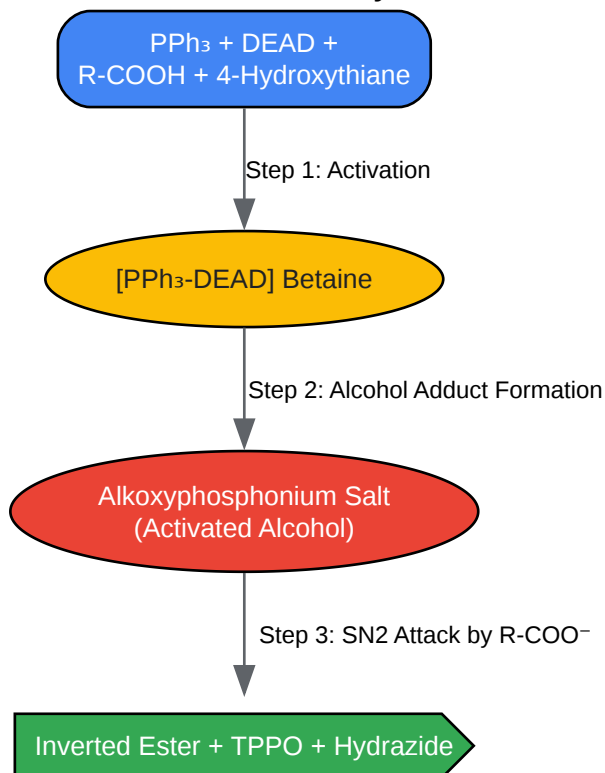 PPh₃ + DEAD +
R-COOH + 4-Hydroxythiane
Step 1: Activation
[PPh₃-DEAD] Betaine
Step 2: Alcohol Adduct Formation
Alkoxyphosphonium Salt
(Activated Alcohol)
Step 3: SN2 Attack by R-COO⁻
Inverted Ester + TPPO + Hydrazide